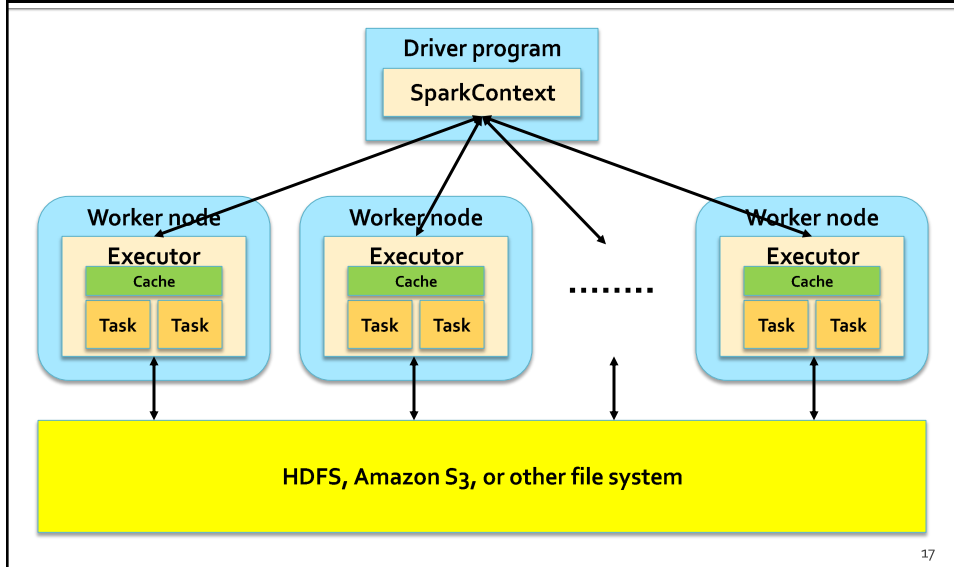 Driver program
SparkContext
Worker node Worker node Worker node
Executor Executor Executor
Cache Cache Cache
Task Task Task Task Task Task
........
HDFS, Amazon S3, or other file system
17